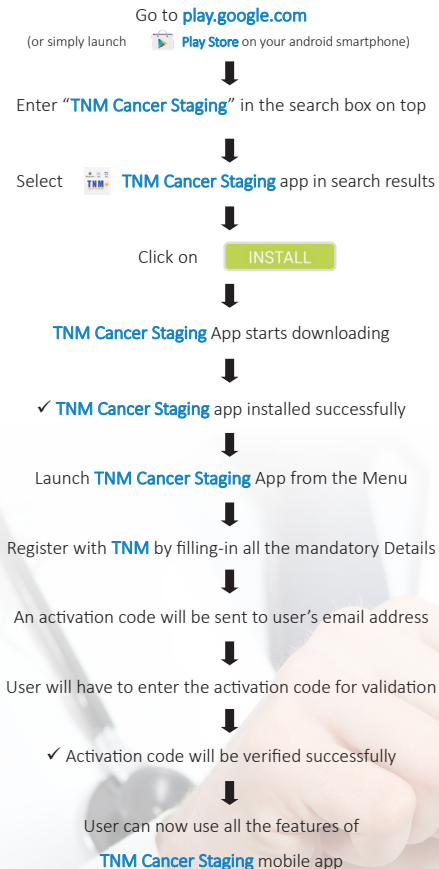 Go to play.google.com
(or simply launch Play Store on your android smartphone)
Enter “TNM Cancer Staging” in the search box on top
Select TNM TNM Cancer Staging app in search results
Click on INSTALL
TNM Cancer Staging App starts downloading
✓ TNM Cancer Staging app installed successfully
Launch TNM Cancer Staging App from the Menu
Register with TNM by filling-in all the mandatory Details
An activation code will be sent to user’s email address
User will have to enter the activation code for validation
✓ Activation code will be verified successfully
User can now use all the features of
TNM Cancer Staging mobile app